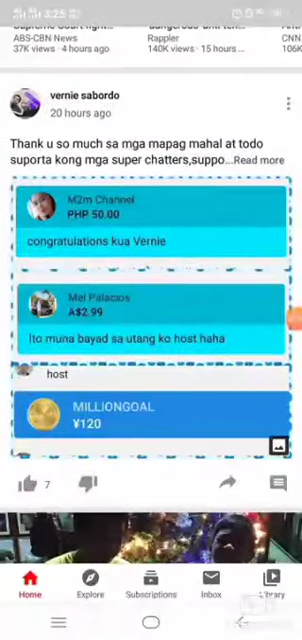 3:25
ABS-CBN News
37K views · 4 hours ago
Rappler
140K views · 15 hours ...
CNN
106K
vernie sabordo
20 hours ago
Thank u so much sa mga mapag mahal at todo
suporta kong mga super chatters,suppo...Read more
M2m Channel
PHP 50.00
congratulations kua Vernie
Mel Palacios
A$2.99
Ito muna bayad sa utang ko host haha
host
MILLIONGOAL
¥120
7
Home
Explore
Subscriptions
Inbox
Library